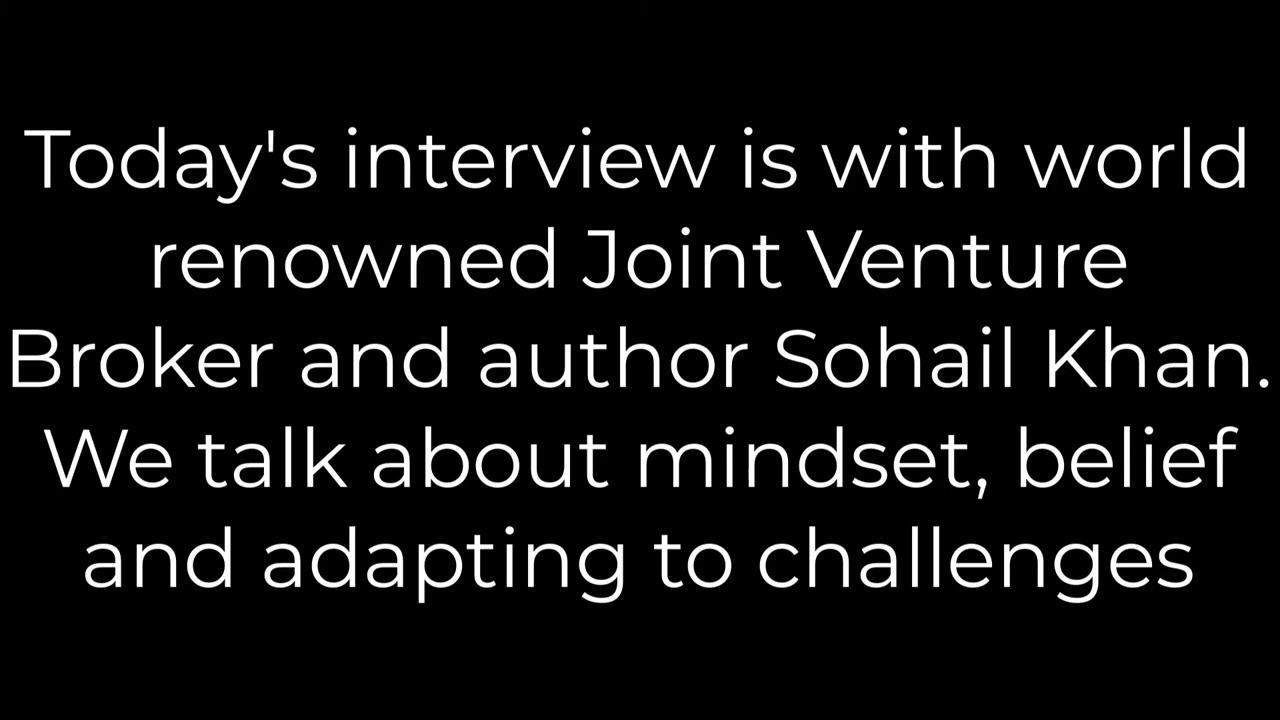 Today's interview is with world
renowned Joint Venture
Broker and author Sohail Khan.
We talk about mindset, belief
and adapting to challenges